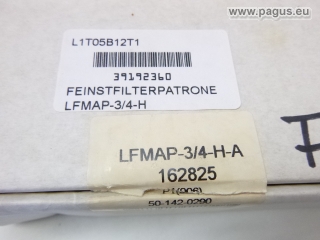 www.pagus.eu
L1T05B12T1
39192360
FEINSTFILTERPATRONE
LFMAP-3/4-H
LFMAP-3/4-H-A
162825
50-142-0290